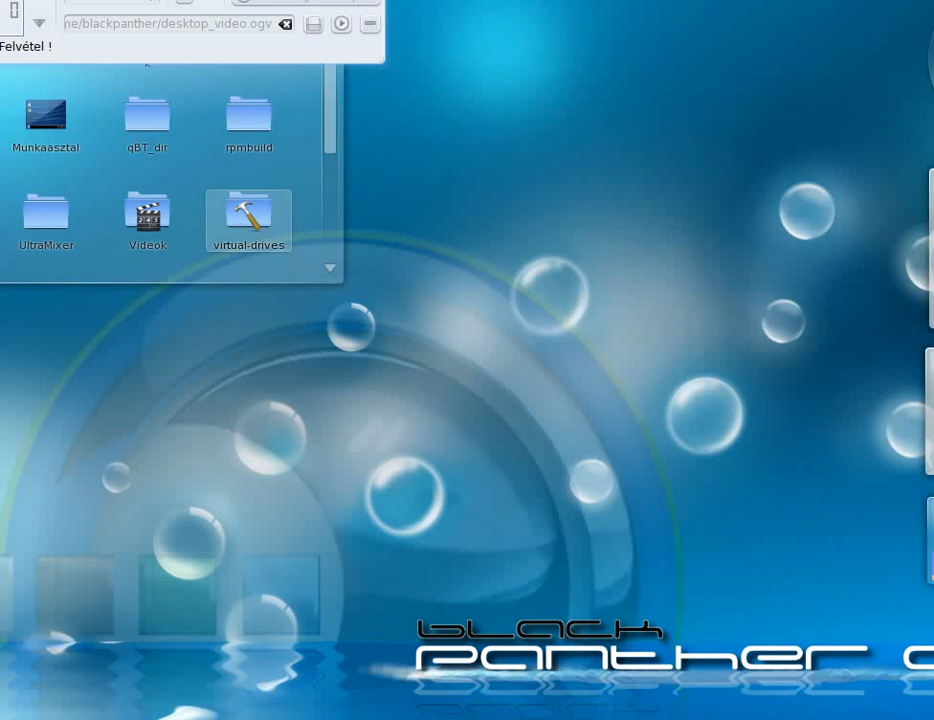 ne/blackpanther/desktop_video.ogv
Felvétel !
Munkaasztal
qBT_dir
rpmbuild
UltraMixer
Videók
virtual-drives
black
panther